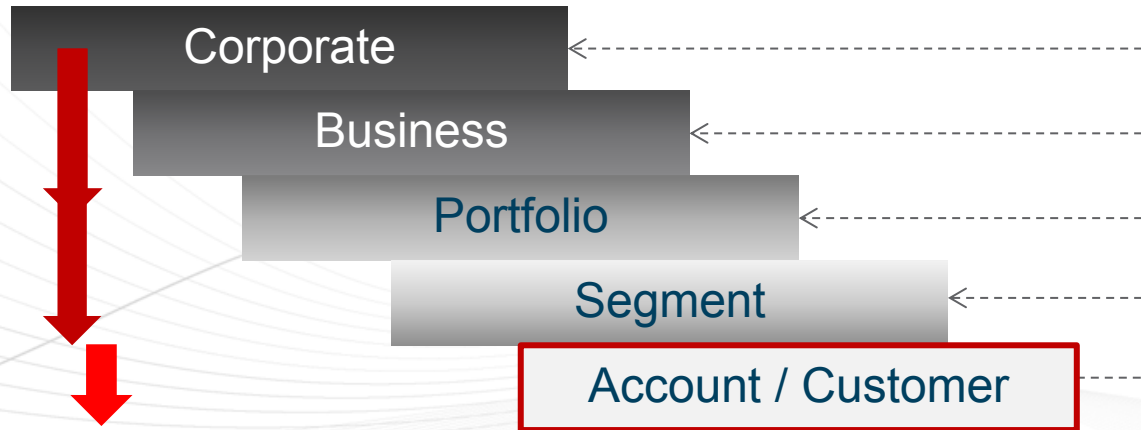 Corporate
Business
Portfolio
Segment
Account / Customer